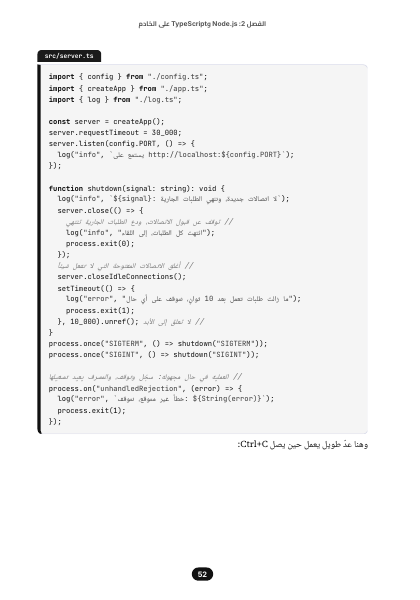 الفصل 2: Node.js وTypeScript على الخادم
src/server.ts
import { config } from "./config.ts";
import { createApp } from "./app.ts";
import { log } from "./log.ts";
const server = createApp();
server.requestTimeout = 30_000;
server.listen(config.PORT, () => {
log("info", `يستمع على http://localhost:${config.PORT}`);
});
function shutdown(signal: string): void {
log("info", `${signal}: لا اتصالات جديدة، وتنهي الطلبات الجارية`);
server.close(() => {
// توقف عن قبول الاتصالات، ودع الطلبات الجارية تنتهي
log("info", "انتهت كل الطلبات، إلى اللقاء");
process.exit(0);
});
// أغلق الاتصالات المفتوحة التي لا تفعل شيئاً
server.closeIdleConnections();
setTimeout(() => {
log("error", "ما زالت طلبات تعمل بعد 10 ثوانٍ، نتوقف على أي حال");
process.exit(1);
}, 10_000).unref(); // لا تعلق إلى الأبد
}
process.once("SIGTERM", () => shutdown("SIGTERM"));
process.once("SIGINT", () => shutdown("SIGINT"));
// العملية في حال مجهولة: سجّل وتوقف، والمشرف يعيد تشغيلها
process.on("unhandledRejection", (error) => {
log("error", `خطأ غير متوقع، نتوقف: ${String(error)}`);
process.exit(1);
});
وهنا عدّ طويل يعمل حين يصل Ctrl+C:
52